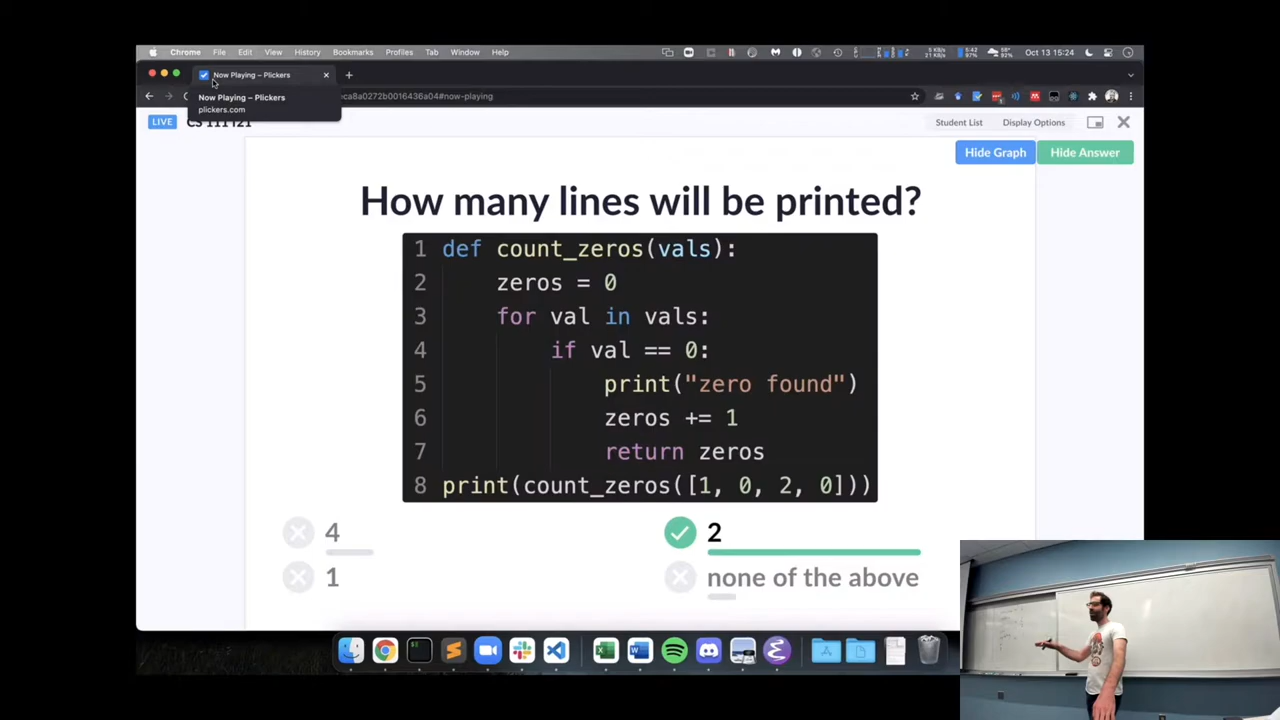 Chrome File Edit View History Bookmarks Profiles Tab Window Help
Oct 13 15:24
Now Playing – Plickers
Now Playing – Plickers
plickers.com
eca8a0272b0016436a04#now-playing
LIVE
Student List Display Options
Hide Graph Hide Answer
How many lines will be printed?
1 def count_zeros(vals):
2 zeros = 0
3 for val in vals:
4 if val == 0:
5 print("zero found")
6 zeros += 1
7 return zeros
8 print(count_zeros([1, 0, 2, 0]))
4
2
1
none of the above